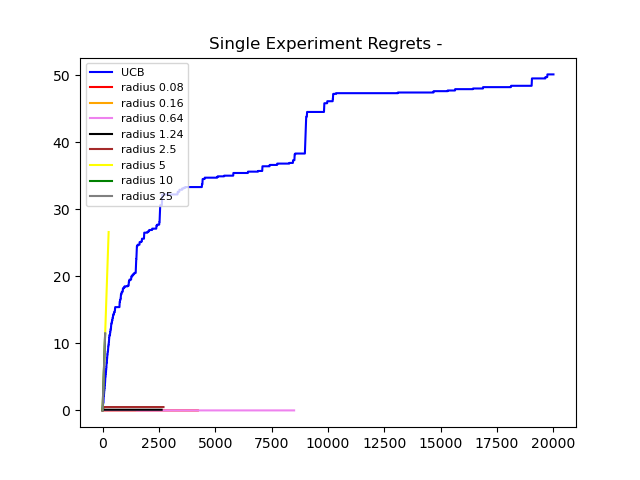 Single Experiment Regrets -
50
40
30
20
10
0
UCB
radius 0.08
radius 0.16
radius 0.64
radius 1.24
radius 2.5
radius 5
radius 10
radius 25
0 2500 5000 7500 10000 12500 15000 17500 20000